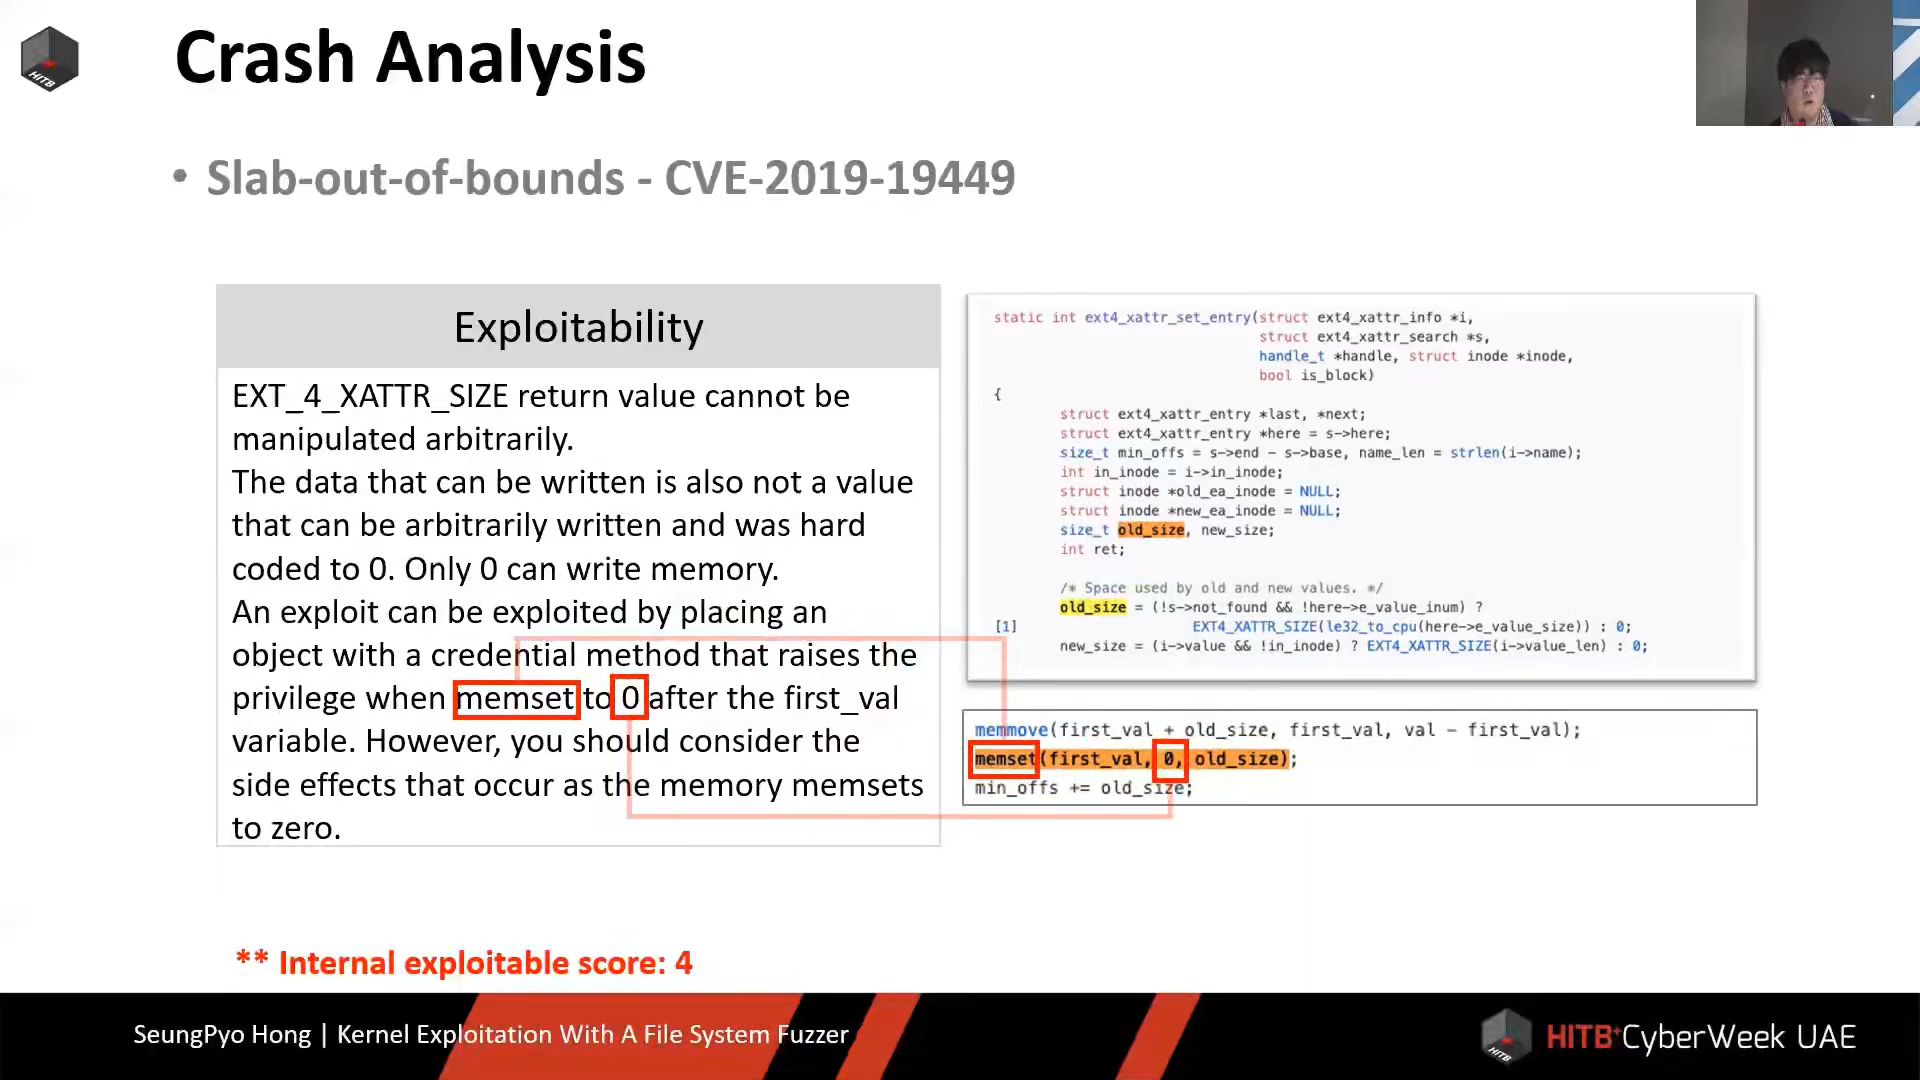 HITB
Crash Analysis
• Slab-out-of-bounds - CVE-2019-19449
Exploitability
EXT_4_XATTR_SIZE return value cannot be
manipulated arbitrarily.
The data that can be written is also not a value
that can be arbitrarily written and was hard
coded to 0. Only 0 can write memory.
An exploit can be exploited by placing an
object with a credential method that raises the
privilege when memset to 0 after the first_val
variable. However, you should consider the
side effects that occur as the memory memsets
to zero.
static int ext4_xattr_set_entry(struct ext4_xattr_info *i,
struct ext4_xattr_search *s,
handle_t *handle, struct inode *inode,
bool is_block)
{
struct ext4_xattr_entry *last, *next;
struct ext4_xattr_entry *here = s->here;
size_t min_offs = s->end - s->base, name_len = strlen(i->name);
int in_inode = i->in_inode;
struct inode *old_ea_inode = NULL;
struct inode *new_ea_inode = NULL;
size_t old_size, new_size;
int ret;
/* Space used by old and new values. */
old_size = (!s->not_found && !here->e_value_inum) ?
[1] EXT4_XATTR_SIZE(le32_to_cpu(here->e_value_size)) : 0;
new_size = (i->value && !in_inode) ? EXT4_XATTR_SIZE(i->value_len) : 0;
memmove(first_val + old_size, first_val, val - first_val);
memset(first_val, 0, old_size);
min_offs += old_size;
** Internal exploitable score: 4
SeungPyo Hong | Kernel Exploitation With A File System Fuzzer
HITB
HITB+CyberWeek UAE